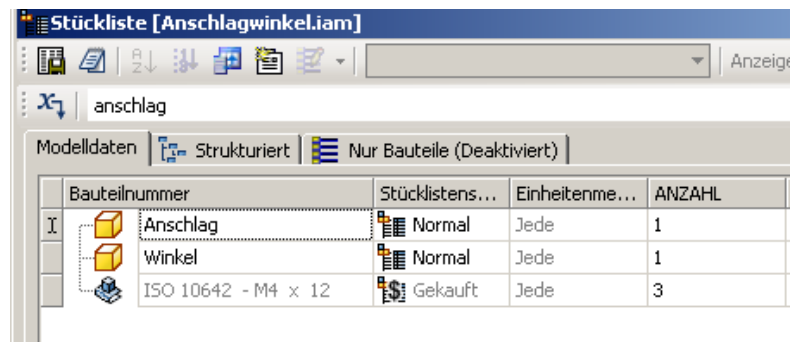 Stückliste [Anschlagwinkel.iam]
Anzeige
anschlag
Modelldaten Strukturiert Nur Bauteile (Deaktiviert)
Bauteilnummer Stücklistens... Einheitenme... ANZAHL
Anschlag Normal Jede 1
Winkel Normal Jede 1
ISO 10642 - M4 x 12 Gekauft Jede 3